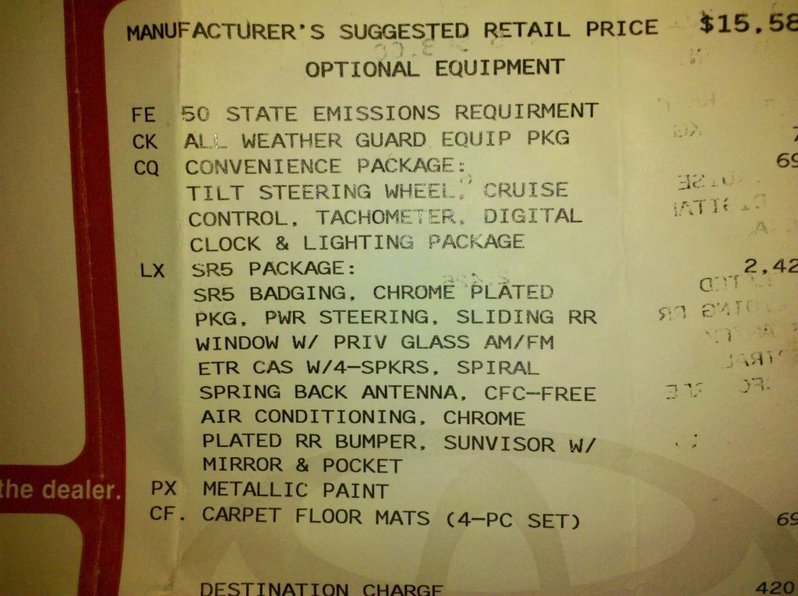 MANUFACTURER'S SUGGESTED RETAIL PRICE $15,58
OPTIONAL EQUIPMENT
FE 50 STATE EMISSIONS REQUIRMENT
CK ALL WEATHER GUARD EQUIP PKG 7
CQ CONVENIENCE PACKAGE: 69
TILT STEERING WHEEL, CRUISE
CONTROL, TACHOMETER, DIGITAL
CLOCK & LIGHTING PACKAGE
LX SR5 PACKAGE: 2,42
SR5 BADGING, CHROME PLATED
PKG, PWR STEERING, SLIDING RR
WINDOW W/ PRIV GLASS AM/FM
ETR CAS W/4-SPKRS, SPIRAL
SPRING BACK ANTENNA, CFC-FREE
AIR CONDITIONING, CHROME
PLATED RR BUMPER, SUNVISOR W/
MIRROR & POCKET
the dealer.
PX METALLIC PAINT
CF. CARPET FLOOR MATS (4-PC SET) 69
DESTINATION CHARGE 420